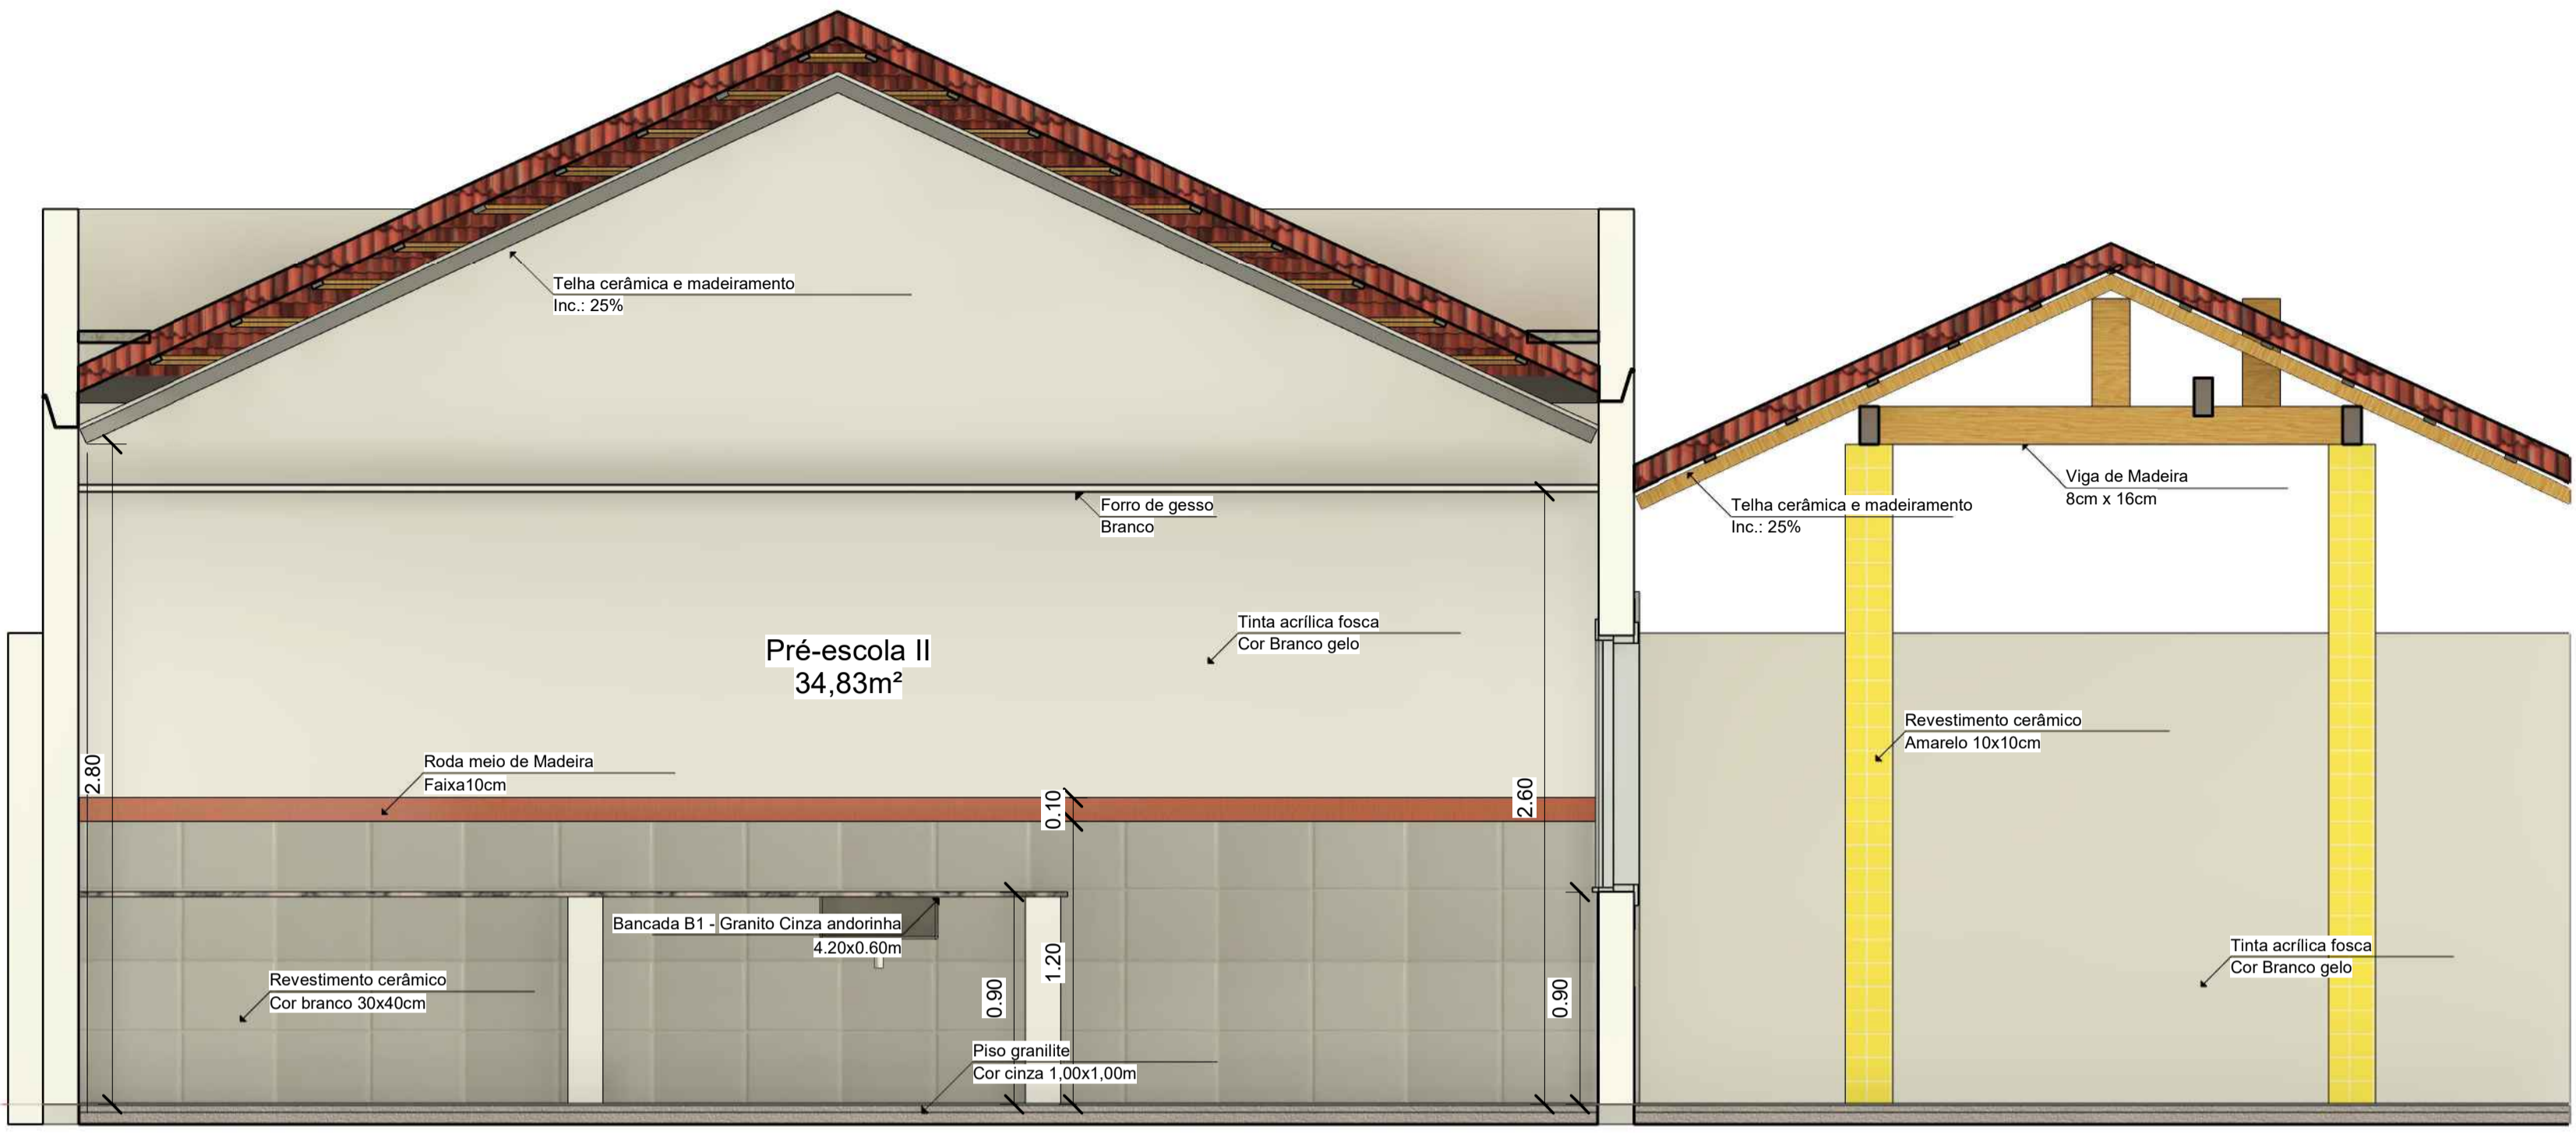 Telha cerâmica e madeiramento
Inc.: 25%
Forro de gesso
Branco
Telha cerâmica e madeiramento
Inc.: 25%
Viga de Madeira
8cm x 16cm
Tinta acrílica fosca
Cor Branco gelo
Pré-escola II
34,83m²
Revestimento cerâmico
Amarelo 10x10cm
Roda meio de Madeira
Faixa10cm
2.80
0.10
2.60
Bancada B1 - Granito Cinza andorinha
4.20x0.60m
1.20
0.90
0.90
Revestimento cerâmico
Cor branco 30x40cm
Tinta acrílica fosca
Cor Branco gelo
Piso granilite
Cor cinza 1,00x1,00m